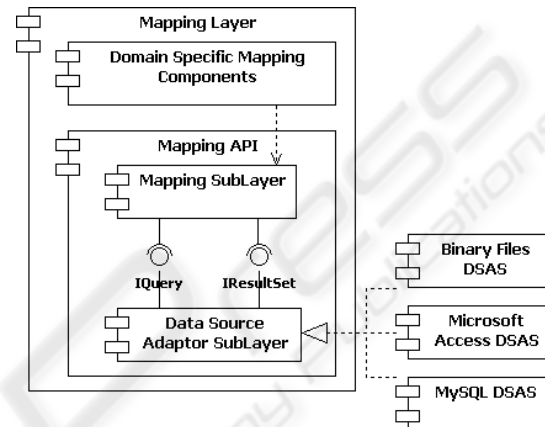 Mapping Layer
Domain Specific Mapping
Components
Mapping API
Mapping SubLayer
IQuery
IResultSet
Data Source
Adaptor SubLayer
Binary Files
DSAS
Microsoft
Access DSAS
MySQL DSAS